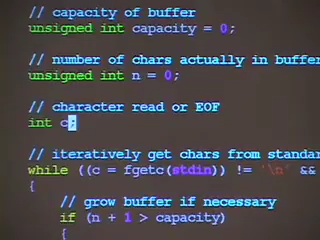 // capacity of buffer
unsigned int capacity = 0;
// number of chars actually in buffer
unsigned int n = 0;
// character read or EOF
int c;
// iteratively get chars from standar
while ((c = fgetc(stdin)) != '\n' &&
{
// grow buffer if necessary
if (n + 1 > capacity)
{